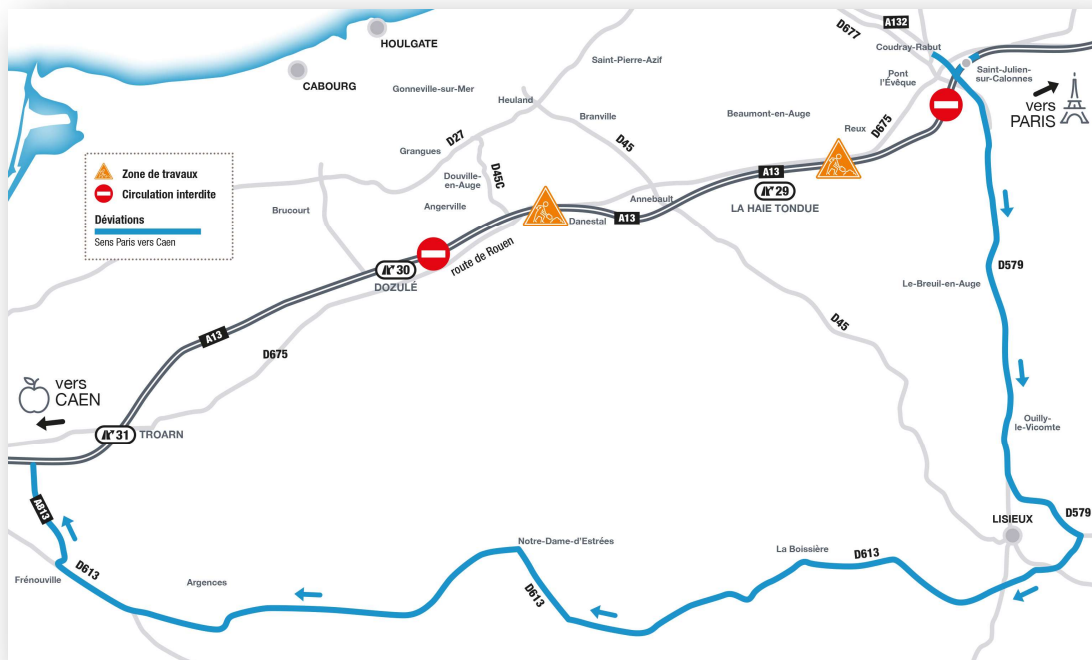 A132
D677
Coudray-Rabut
HOULGATE
Saint-Pierre-Azif
Pont
l'Évêque
Saint-Julien-
sur-Calonnes
CABOURG
Gonneville-sur-Mer
Heuland
vers
PARIS
Branville
Beaumont-en-Auge
Reux
D675
D27
D45
Grangues
Zone de travaux
Circulation interdite
Déviations
Sens Paris vers Caen
D45C
Douville-
en-Auge
A13
29
LA HAIE TONDUE
Annebault
Brucourt
Angerville
Danestal
A13
route de Rouen
30
DOZULÉ
D579
Le-Breuil-en-Auge
D45
A13
D675
vers
CAEN
31
TROARN
Ouilly-
le-Vicomte
A813
D579
LISIEUX
Notre-Dame-d'Estrées
La Boissière
D613
D613
Frénouville
Argences
D613